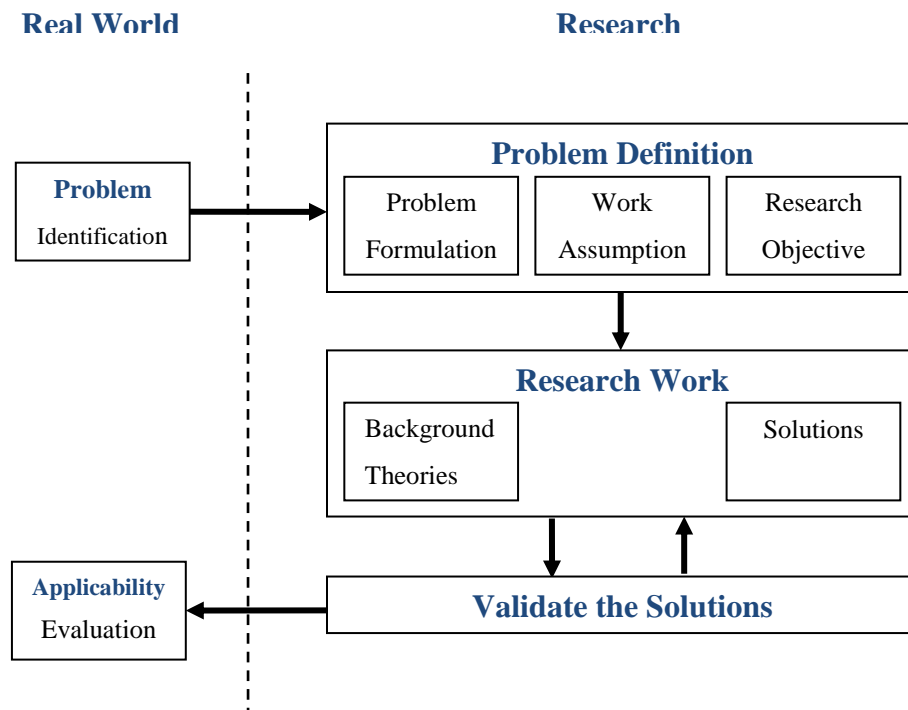 Real World
Research
Problem Definition
Problem
Identification
Problem
Formulation
Work
Assumption
Research
Objective
Research Work
Background
Theories
Solutions
Applicability
Evaluation
Validate the Solutions